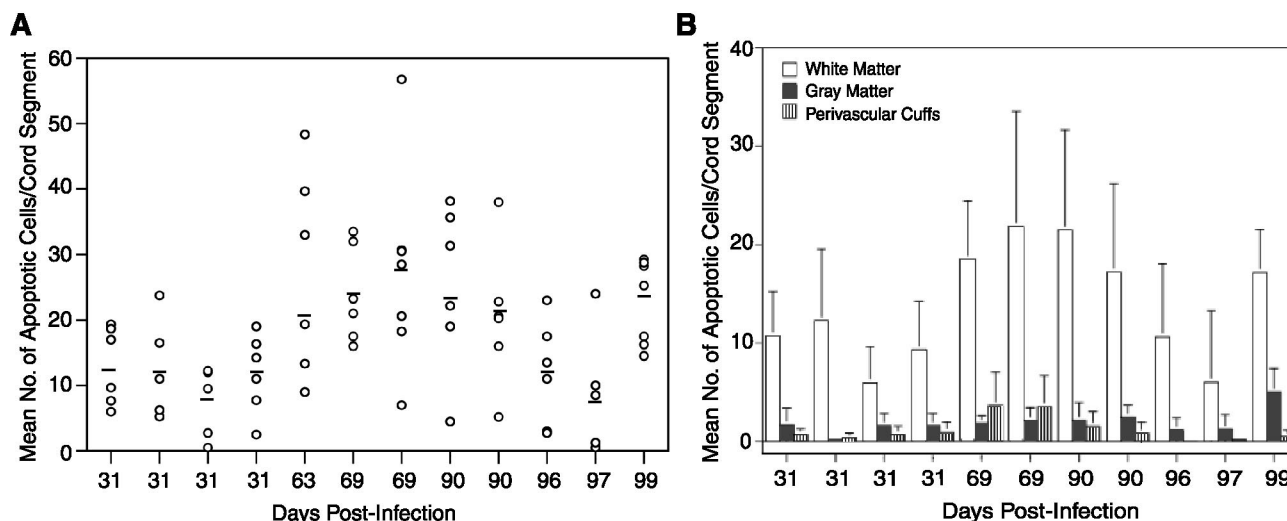 A
Mean No. of Apoptotic Cells/Cord Segment
60
50
40
30
20
10
0
31 31 31 31 63 69 69 90 90 96 97 99
Days Post-Infection
B
Mean No. of Apoptotic Cells/Cord Segment
40
30
20
10
0
White Matter
Gray Matter
Perivascular Cuffs
31 31 31 31 69 69 90 90 96 97 99
Days Post-Infection